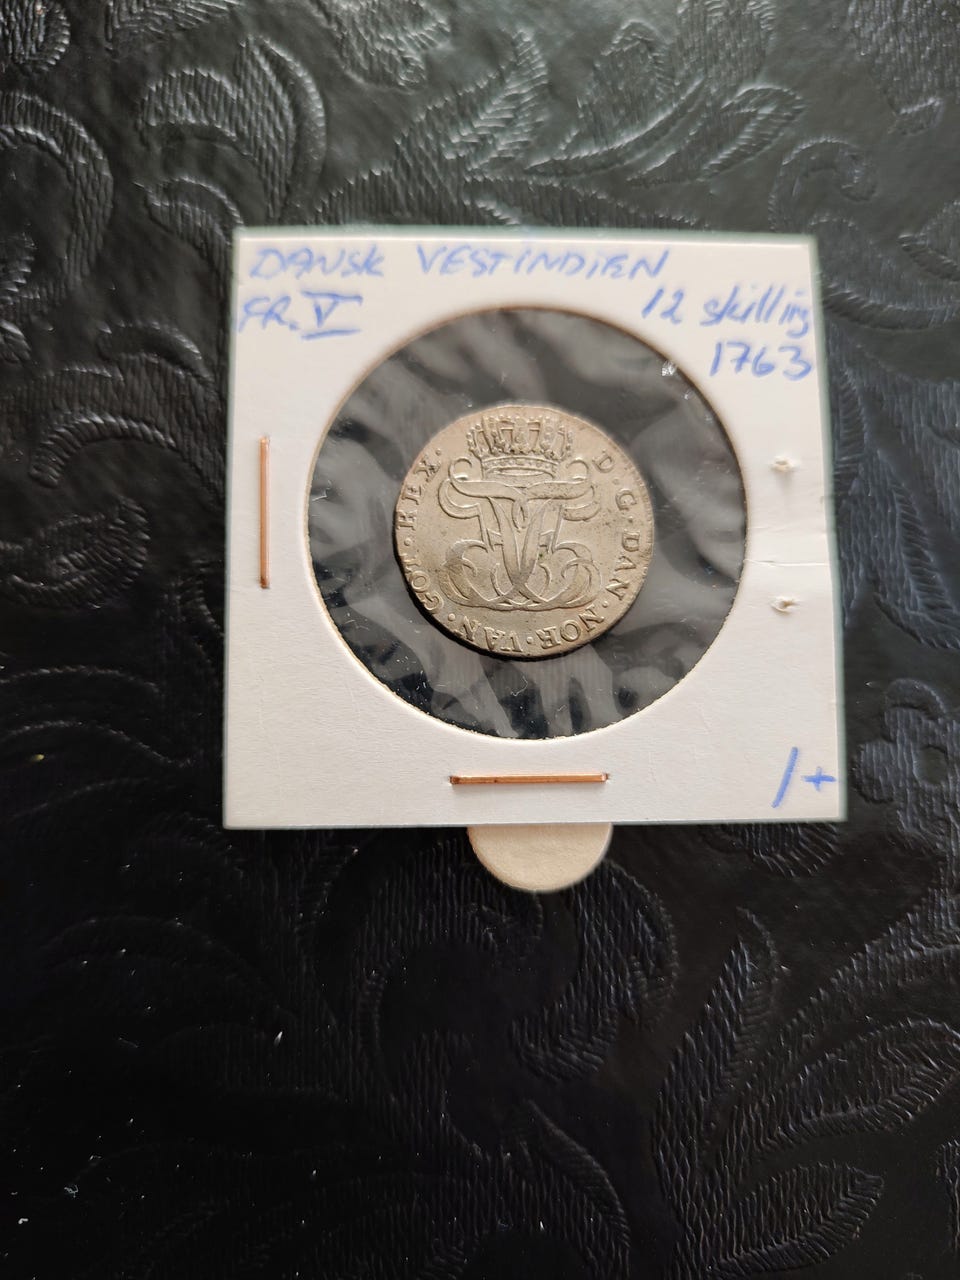 DANSK VESTINDIEN
FR. V
12 skilling
1763
D·G·DAN·NOR·VAN·GOT·REX·
1+